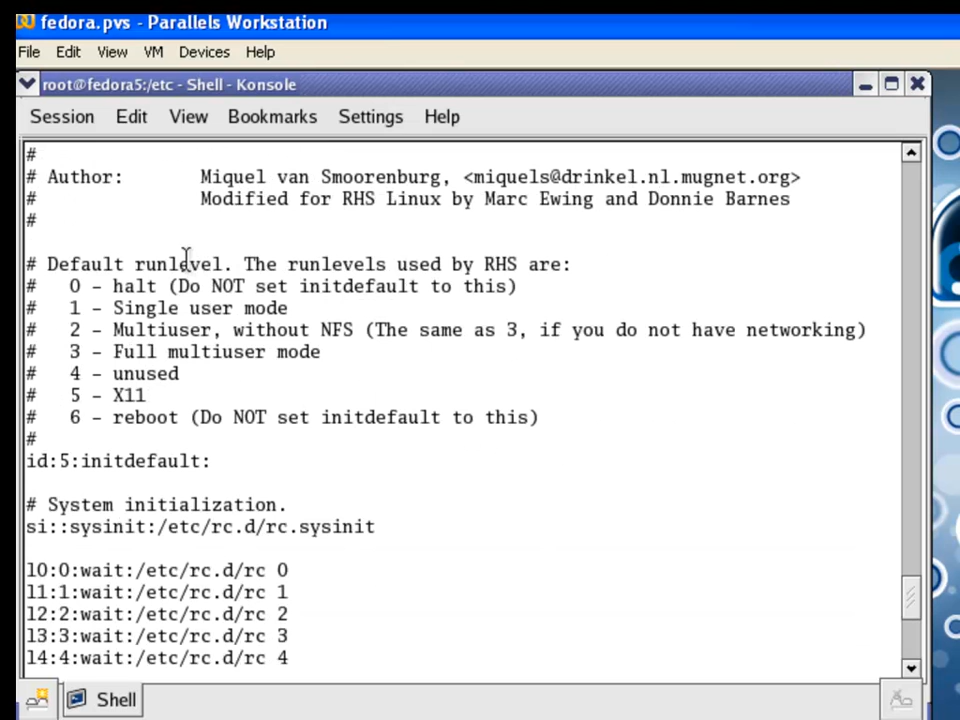 fedora.pvs - Parallels Workstation
File Edit View VM Devices Help
root@fedora5:/etc - Shell - Konsole
Session Edit View Bookmarks Settings Help
#
# Author: Miquel van Smoorenburg, <miquels@drinkel.nl.mugnet.org>
# Modified for RHS Linux by Marc Ewing and Donnie Barnes
#
# Default runlevel. The runlevels used by RHS are:
# 0 - halt (Do NOT set initdefault to this)
# 1 - Single user mode
# 2 - Multiuser, without NFS (The same as 3, if you do not have networking)
# 3 - Full multiuser mode
# 4 - unused
# 5 - X11
# 6 - reboot (Do NOT set initdefault to this)
#
id:5:initdefault:
# System initialization.
si::sysinit:/etc/rc.d/rc.sysinit
l0:0:wait:/etc/rc.d/rc 0
l1:1:wait:/etc/rc.d/rc 1
l2:2:wait:/etc/rc.d/rc 2
l3:3:wait:/etc/rc.d/rc 3
l4:4:wait:/etc/rc.d/rc 4
Shell